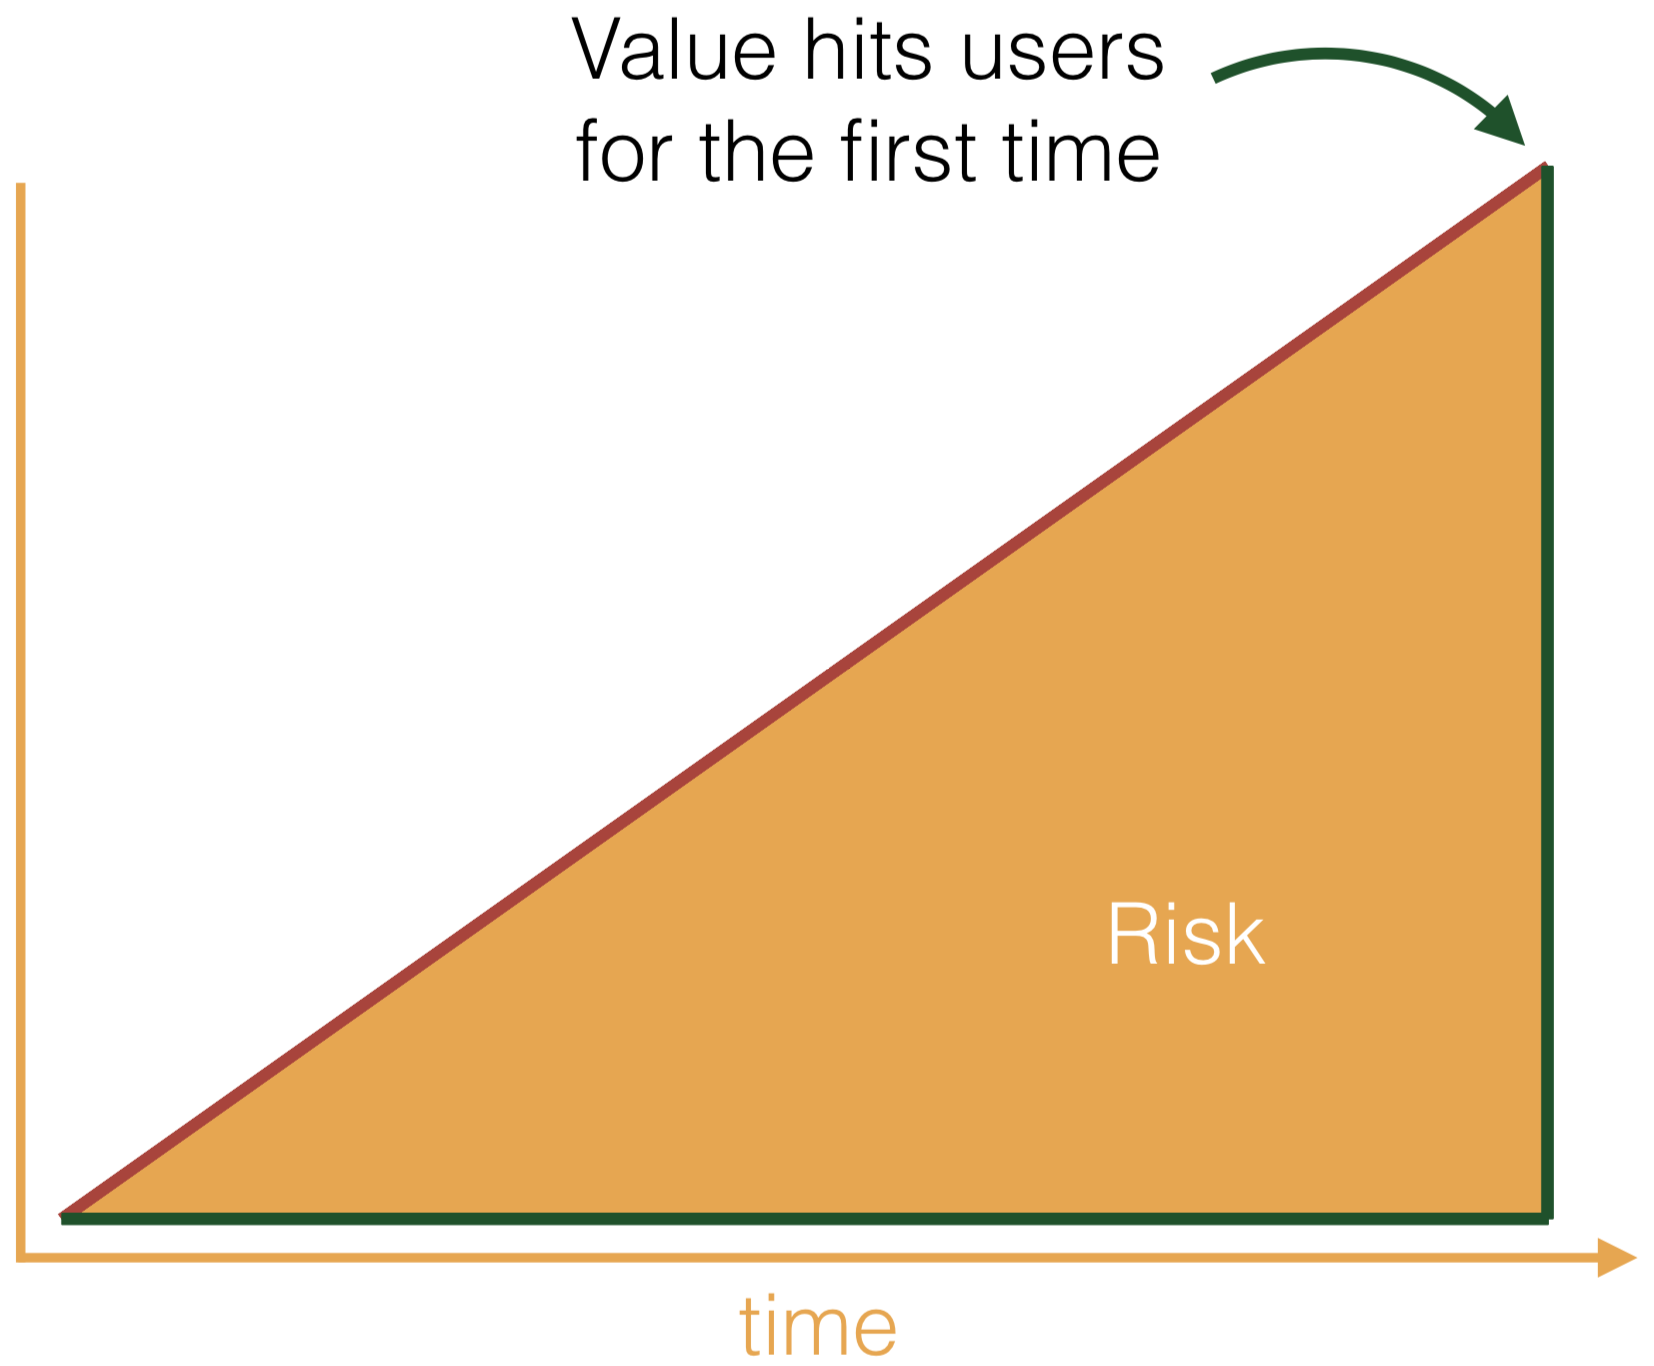 Value hits users
for the first time
Risk
time